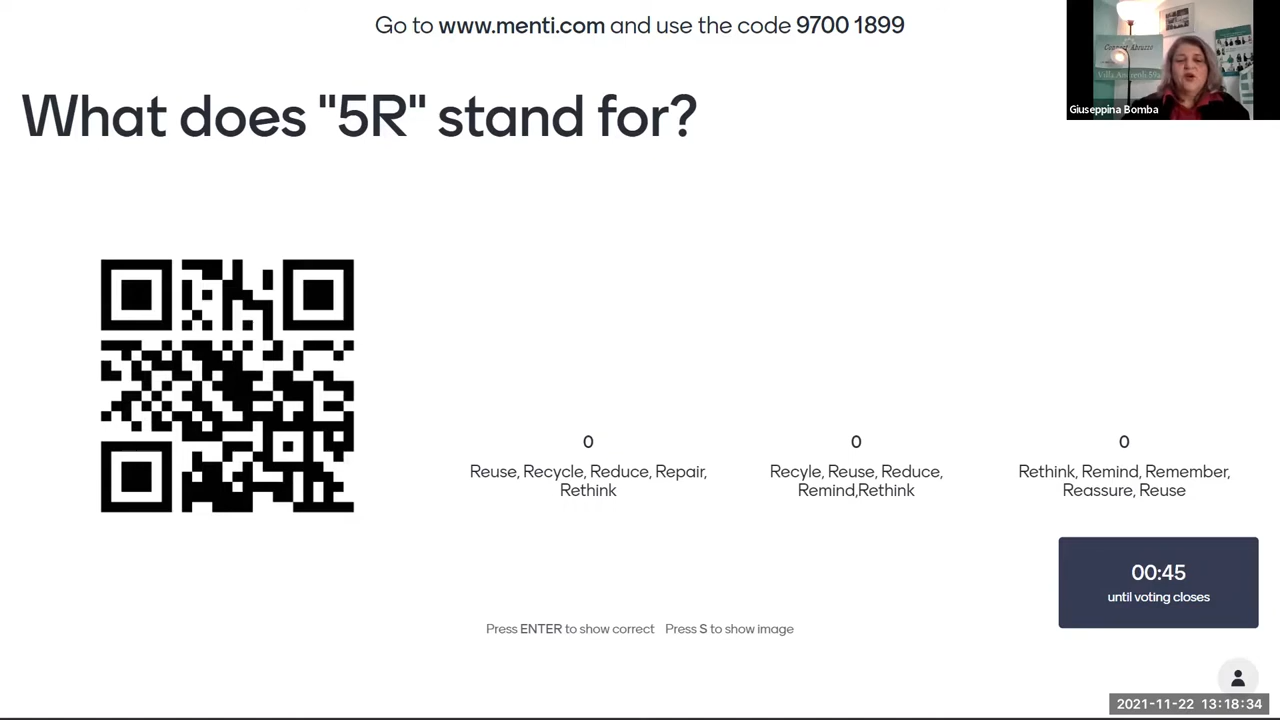 Go to www.menti.com and use the code 9700 1899
Giuseppina Bomba
What does "5R" stand for?
0
Reuse, Recycle, Reduce, Repair,
Rethink
0
Recyle, Reuse, Reduce,
Remind,Rethink
0
Rethink, Remind, Remember,
Reassure, Reuse
00:45
until voting closes
Press ENTER to show correct Press S to show image
2021-11-22 13:18:34